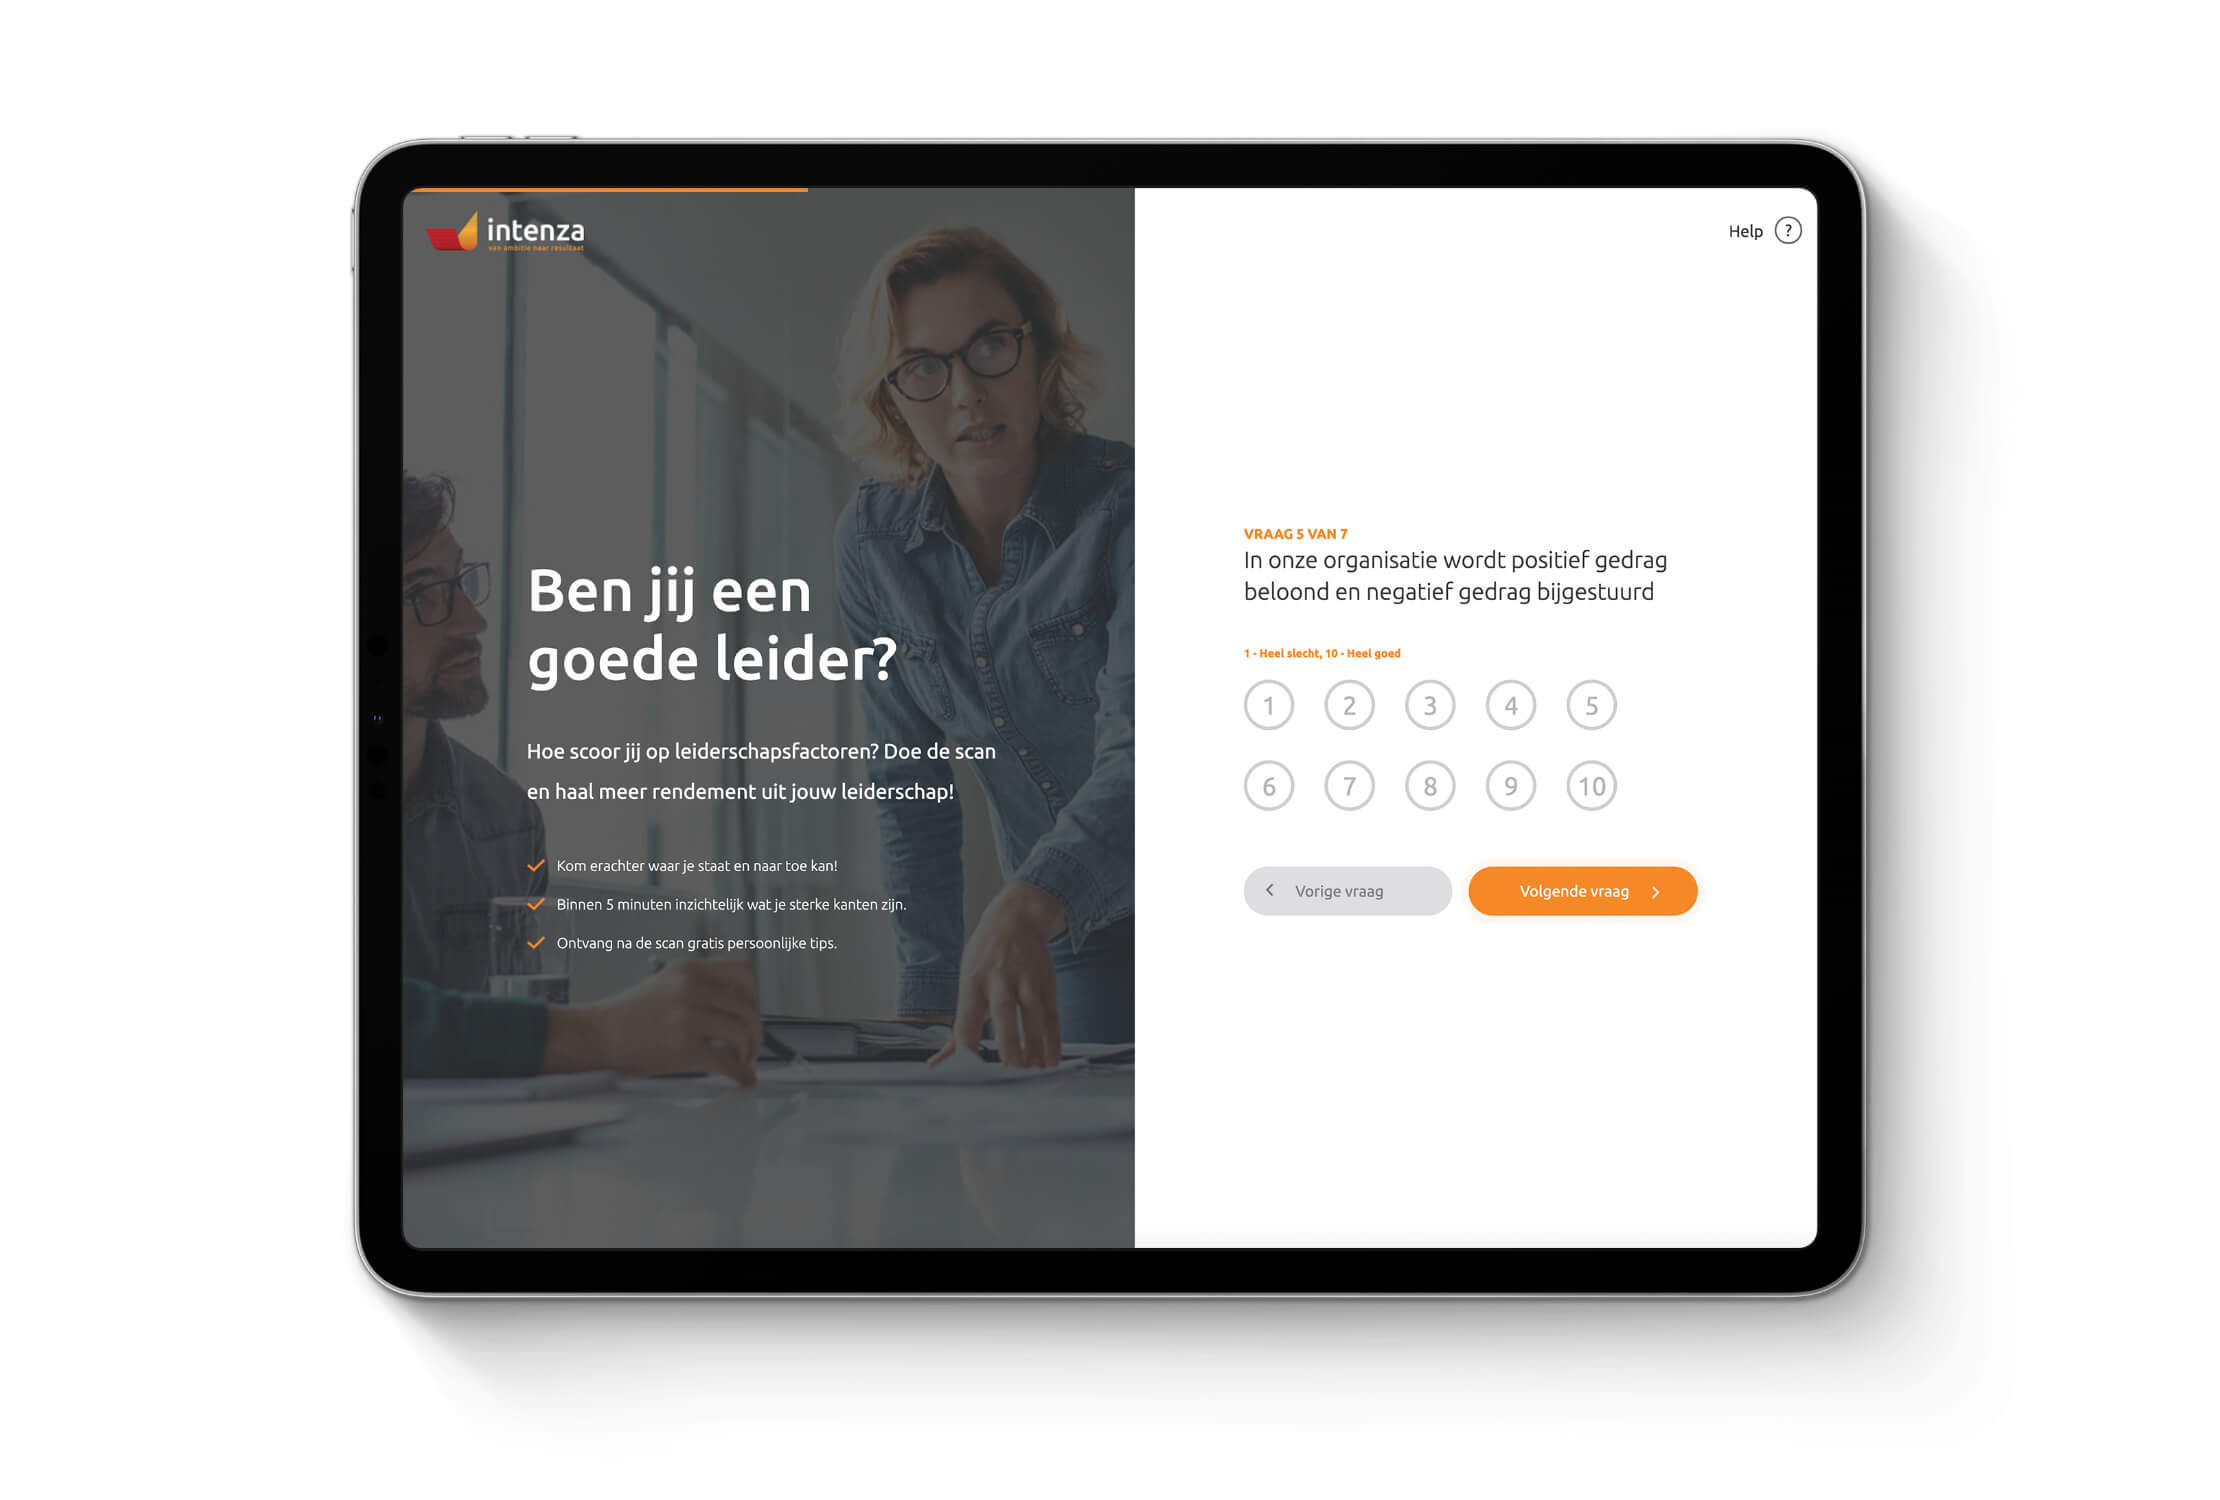 intenza
van ambitie naar resultaat
Help ?
Ben jij een
goede leider?
Hoe scoor jij op leiderschapsfactoren? Doe de scan
en haal meer rendement uit jouw leiderschap!
Kom erachter waar je staat en naar toe kan!
Binnen 5 minuten inzichtelijk wat je sterke kanten zijn.
Ontvang na de scan gratis persoonlijke tips.
VRAAG 5 VAN 7
In onze organisatie wordt positief gedrag
beloond en negatief gedrag bijgestuurd
1 - Heel slecht, 10 - Heel goed
1 2 3 4 5
6 7 8 9 10
Vorige vraag
Volgende vraag